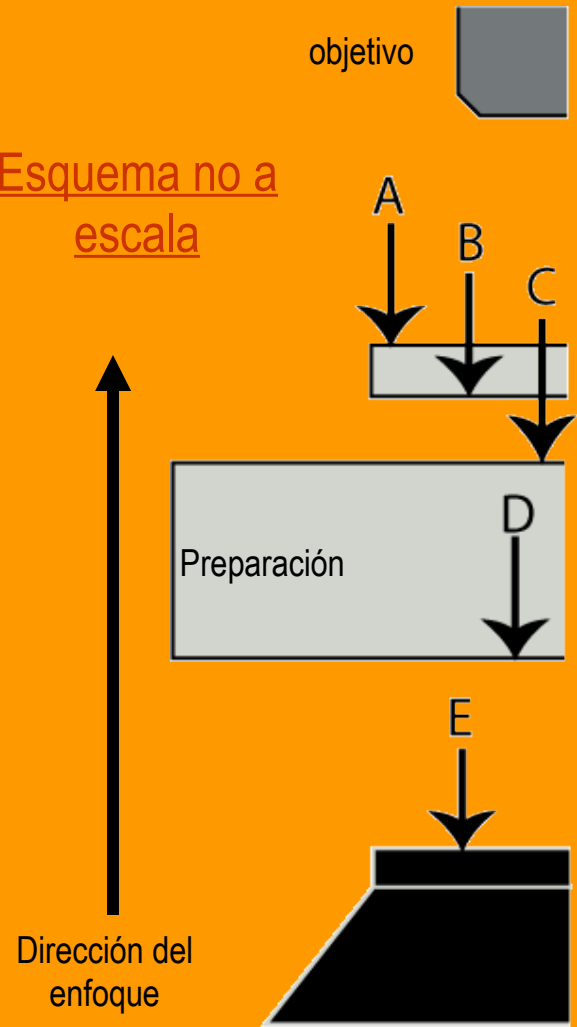 objetivo
Esquema no a
escala
A
B
C
D
Preparación
E
Dirección del
enfoque